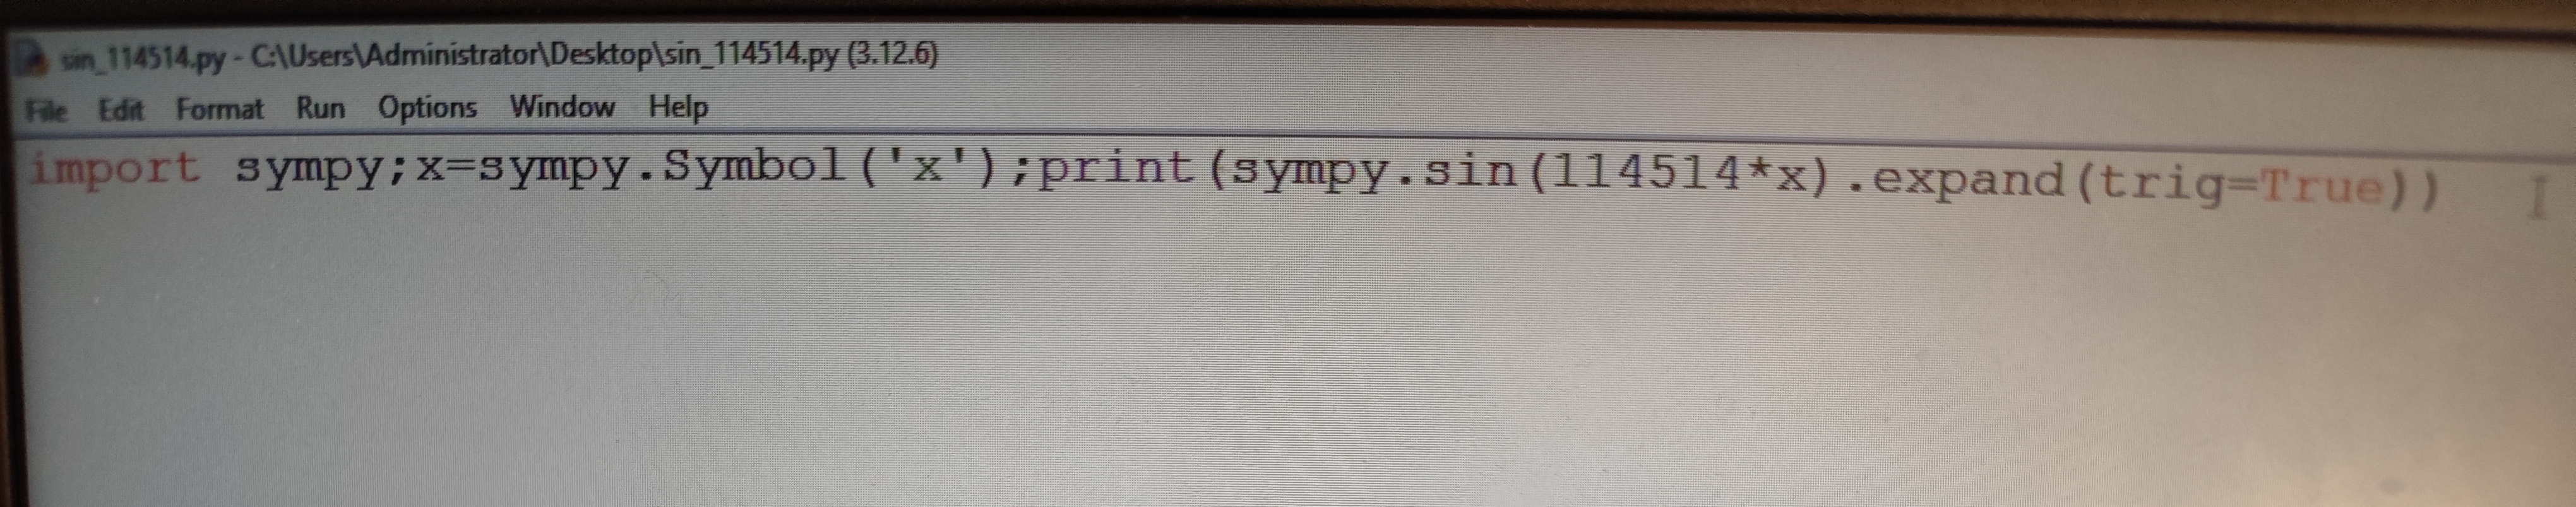 sin_114514.py - C:\Users\Administrator\Desktop\sin_114514.py (3.12.6)
File Edit Format Run Options Window Help
import sympy;x=sympy.Symbol('x');print(sympy.sin(114514*x).expand(trig=True))